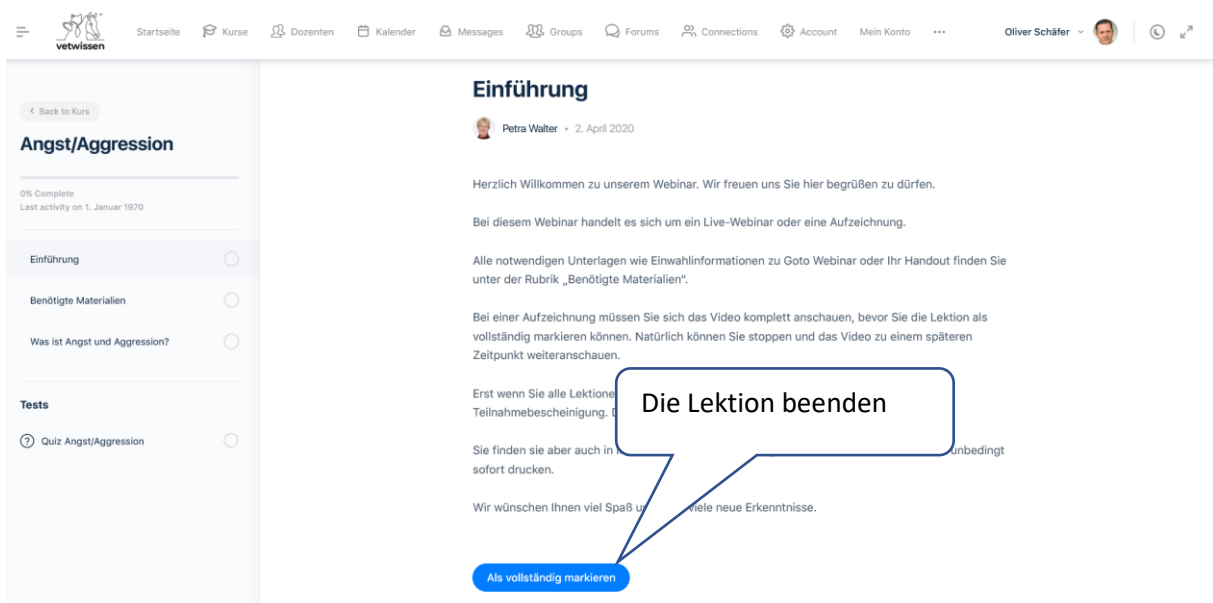 vetwissen
Startseite
Kurse
Dozenten
Kalender
Messages
Groups
Forums
Connections
Account
Mein Konto
Oliver Schäfer
Back to Kurs
Angst/Aggression
0% Complete
Last activity on 1. Januar 1970
Einführung
Benötigte Materialien
Was ist Angst und Aggression?
Tests
Quiz Angst/Aggression
Einführung
Petra Walter • 2. April 2020
Herzlich Willkommen zu unserem Webinar. Wir freuen uns Sie hier begrüßen zu dürfen.
Bei diesem Webinar handelt es sich um ein Live-Webinar oder eine Aufzeichnung.
Alle notwendigen Unterlagen wie Einwahlinformationen zu Goto Webinar oder Ihr Handout finden Sie
unter der Rubrik „Benötigte Materialien“.
Bei einer Aufzeichnung müssen Sie sich das Video komplett anschauen, bevor Sie die Lektion als
vollständig markieren können. Natürlich können Sie stoppen und das Video zu einem späteren
Zeitpunkt weiteranschauen.
Erst wenn Sie alle
Teilnahmebescheinigung.
Sie finden sie aber auch in unbedingt
sofort drucken.
Wir wünschen Ihnen viel Spaß viele neue Erkenntnisse.
Die Lektion beenden
Als vollständig markieren